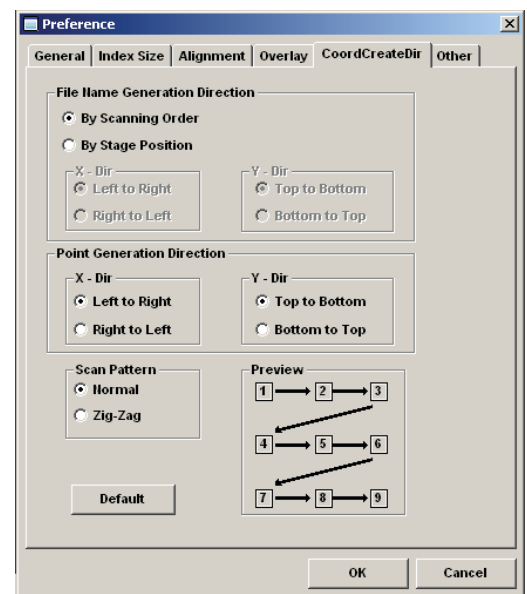 Preference
General Index Size Alignment Overlay CoordCreateDir Other
File Name Generation Direction
By Scanning Order
By Stage Position
X - Dir Y - Dir
Left to Right Top to Bottom
Right to Left Bottom to Top
Point Generation Direction
X - Dir Y - Dir
Left to Right Top to Bottom
Right to Left Bottom to Top
Scan Pattern Preview
Normal 1 2 3
Zig-Zag
4 5 6
Default 7 8 9
OK Cancel